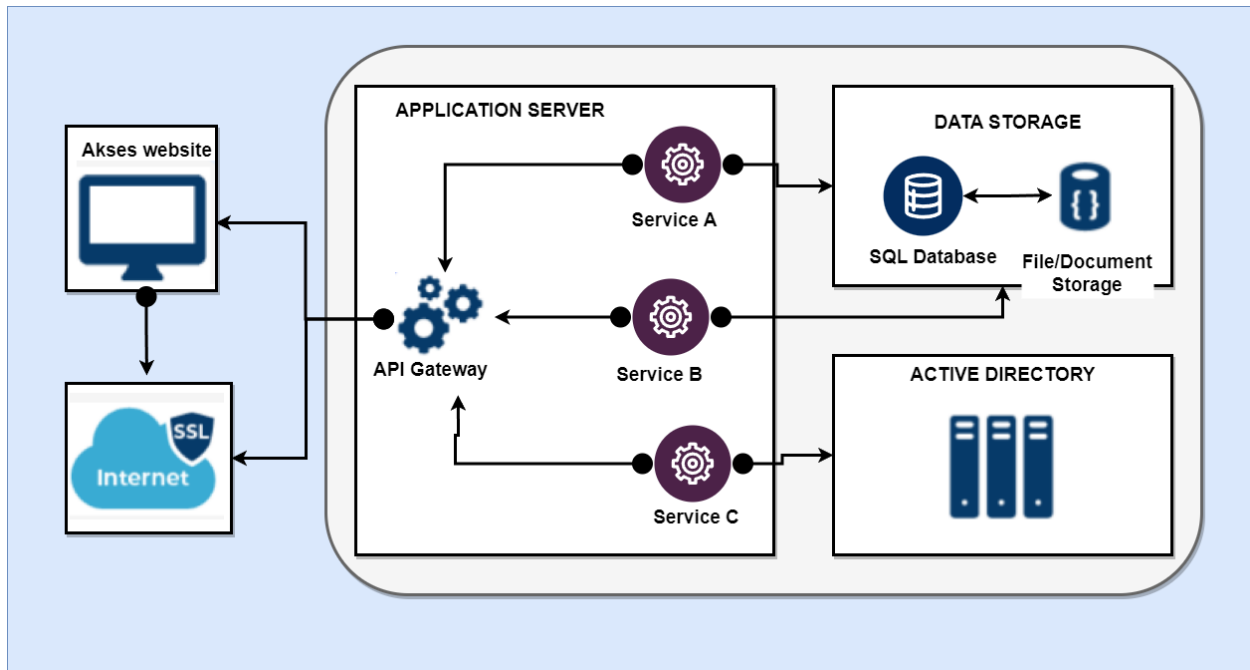 Akses website
SSL
Internet
APPLICATION SERVER
Service A
API Gateway
Service B
Service C
DATA STORAGE
SQL Database
File/Document
Storage
ACTIVE DIRECTORY